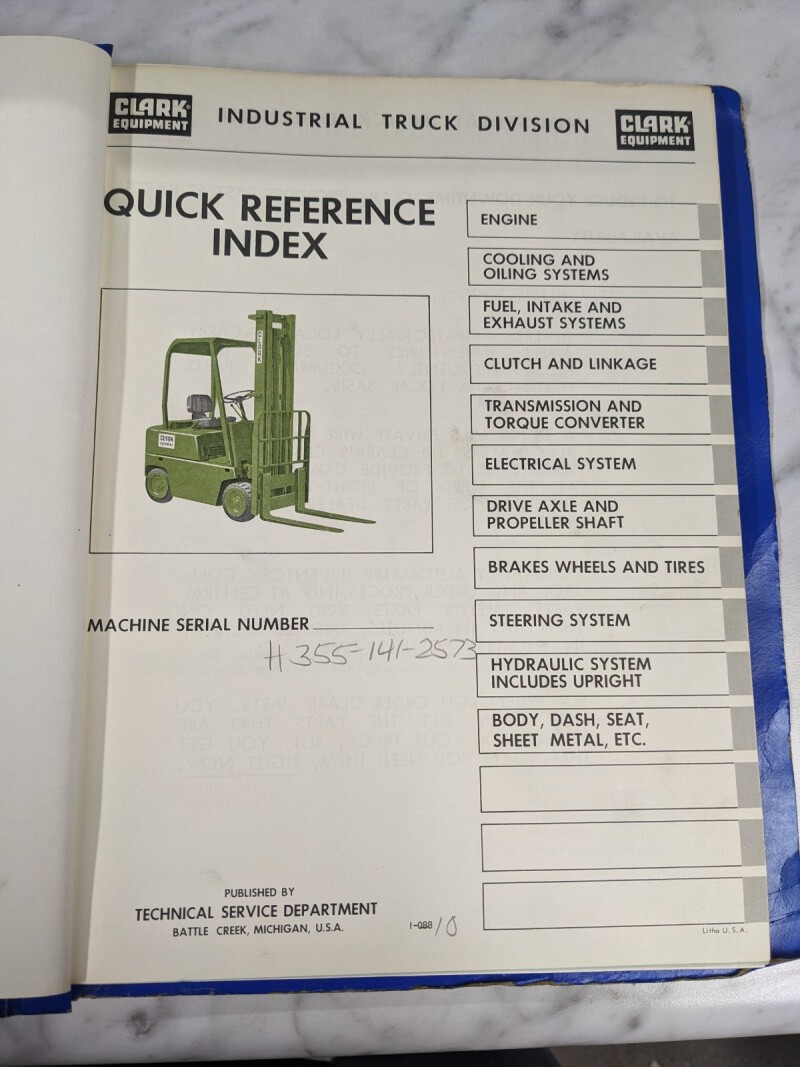 CLARK EQUIPMENT
INDUSTRIAL TRUCK DIVISION
CLARK EQUIPMENT
QUICK REFERENCE
INDEX
CLARK
MACHINE SERIAL NUMBER
H355-141-2573
ENGINE
COOLING AND
OILING SYSTEMS
FUEL, INTAKE AND
EXHAUST SYSTEMS
CLUTCH AND LINKAGE
TRANSMISSION AND
TORQUE CONVERTER
ELECTRICAL SYSTEM
DRIVE AXLE AND
PROPELLER SHAFT
BRAKES WHEELS AND TIRES
STEERING SYSTEM
HYDRAULIC SYSTEM
INCLUDES UPRIGHT
BODY, DASH, SEAT,
SHEET METAL, ETC.
PUBLISHED BY
TECHNICAL SERVICE DEPARTMENT
BATTLE CREEK, MICHIGAN, U.S.A.
I-088/0
Litho U.S.A.